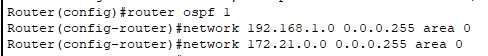 Router(config)#router ospf 1
Router(config-router)#network 192.168.1.0 0.0.0.255 area 0
Router(config-router)#network 172.21.0.0 0.0.0.255 area 0